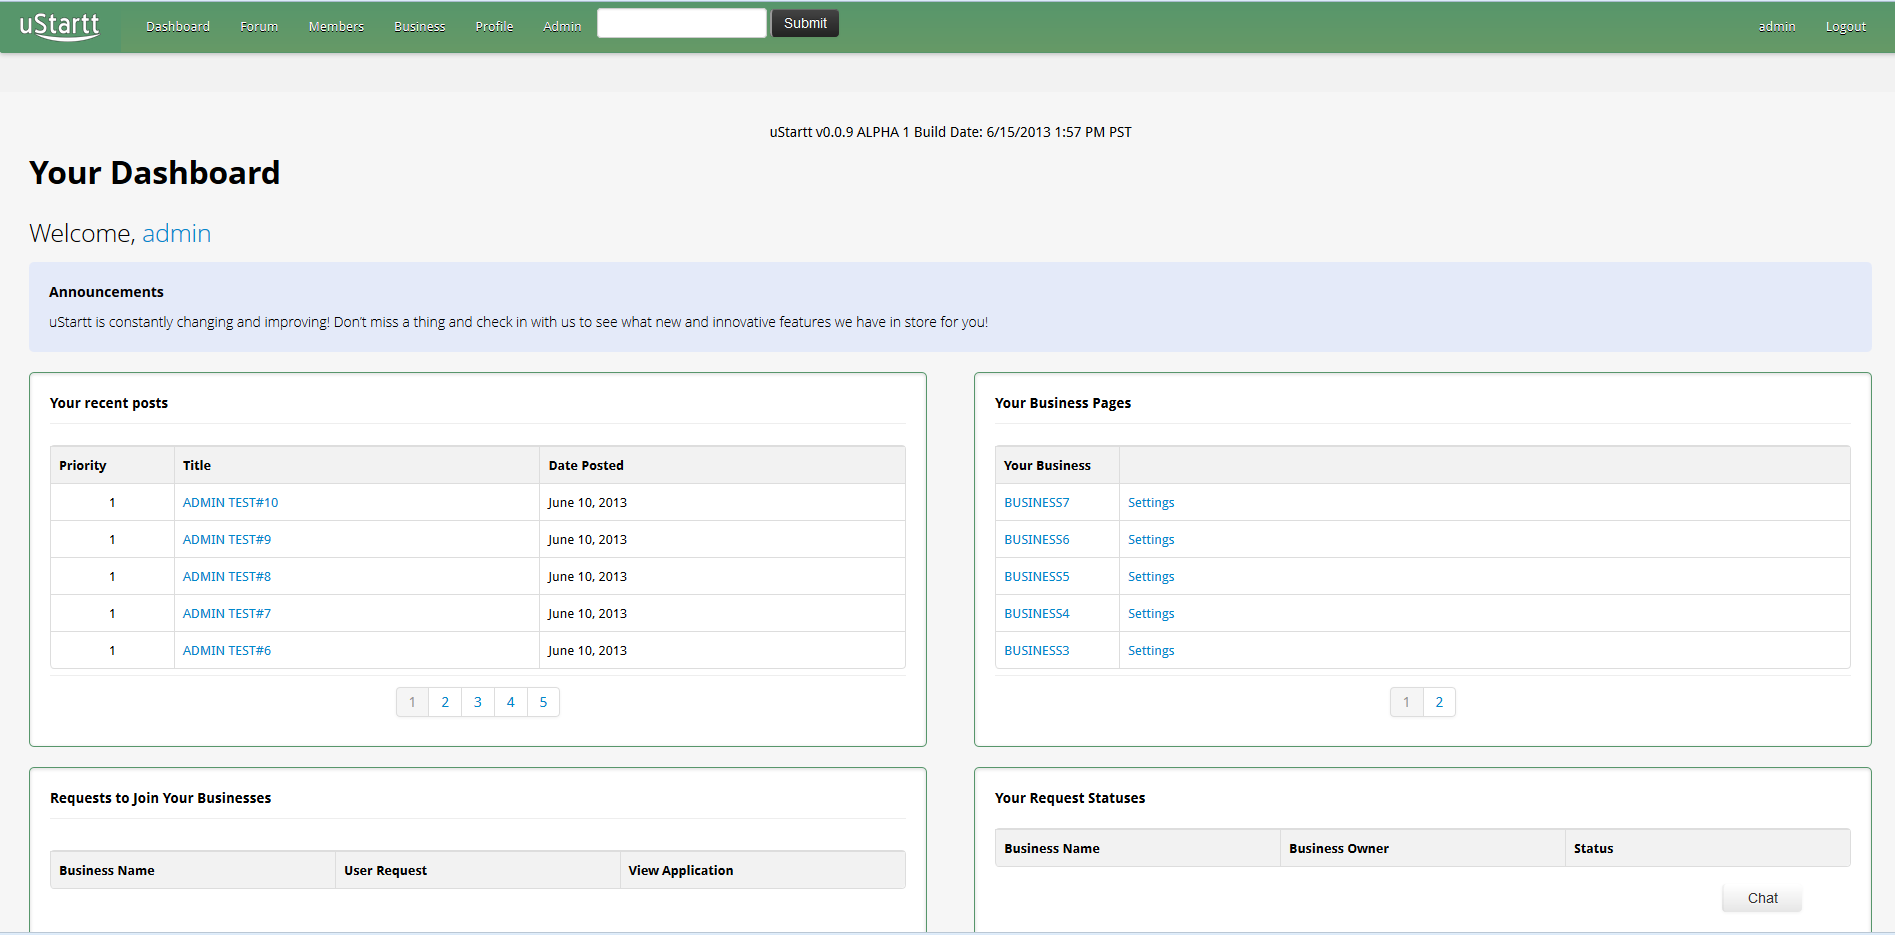 uStartt Dashboard Forum Members Business Profile Admin Submit admin Logout
uStartt v0.0.9 ALPHA 1 Build Date: 6/15/2013 1:57 PM PST
Your Dashboard
Welcome, admin
Announcements
uStartt is constantly changing and improving! Don't miss a thing and check in with us to see what new and innovative features we have in store for you!
Your recent posts
Priority Title Date Posted
1 ADMIN TEST#10 June 10, 2013
1 ADMIN TEST#9 June 10, 2013
1 ADMIN TEST#8 June 10, 2013
1 ADMIN TEST#7 June 10, 2013
1 ADMIN TEST#6 June 10, 2013
1 2 3 4 5
Your Business Pages
Your Business
BUSINESS7 Settings
BUSINESS6 Settings
BUSINESS5 Settings
BUSINESS4 Settings
BUSINESS3 Settings
1 2
Requests to Join Your Businesses
Business Name User Request View Application
Your Request Statuses
Business Name Business Owner Status
Chat